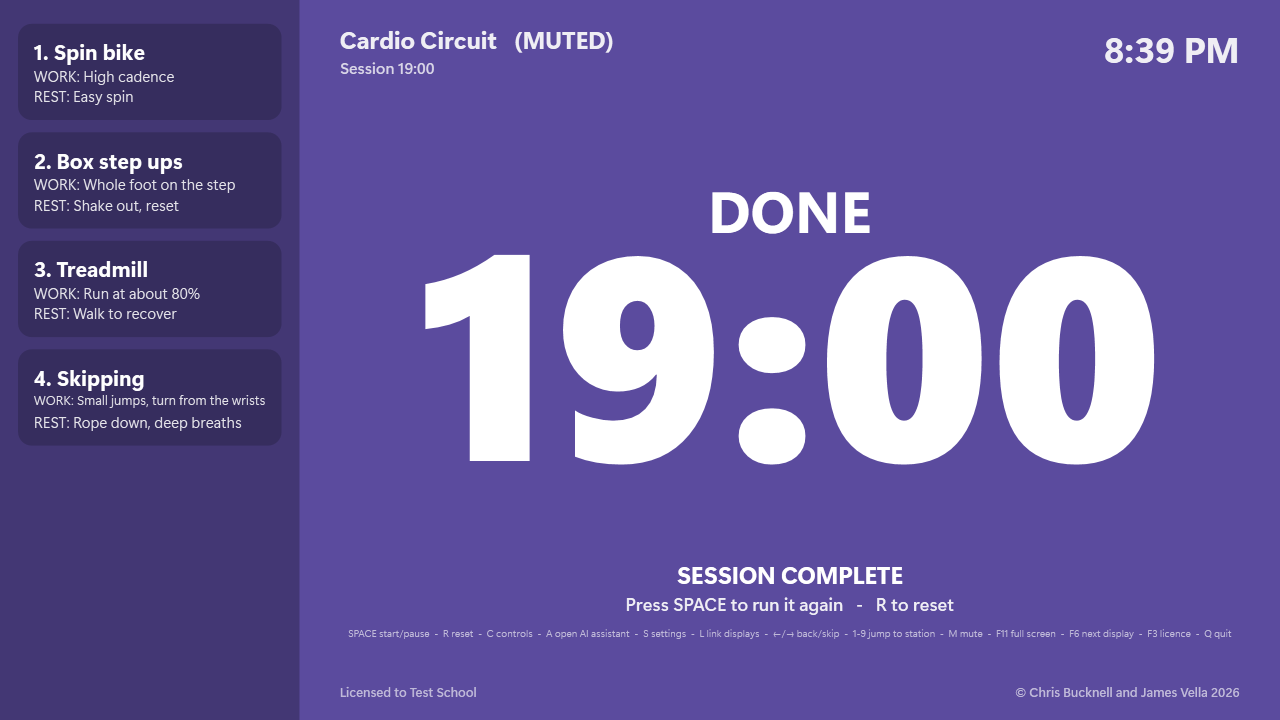 1. Spin bike
WORK: High cadence
REST: Easy spin
2. Box step ups
WORK: Whole foot on the step
REST: Shake out, reset
3. Treadmill
WORK: Run at about 80%
REST: Walk to recover
4. Skipping
WORK: Small jumps, turn from the wrists
REST: Rope down, deep breaths
Cardio Circuit (MUTED)
Session 19:00
8:39 PM
DONE
19:00
SESSION COMPLETE
Press SPACE to run it again - R to reset
SPACE start/pause - R reset - C controls - A open AI assistant - S settings - L link displays - ←/→ back/skip - 1-9 jump to station - M mute - F11 full screen - F6 next display - F3 licence - Q quit
Licensed to Test School
© Chris Bucknell and James Vella 2026